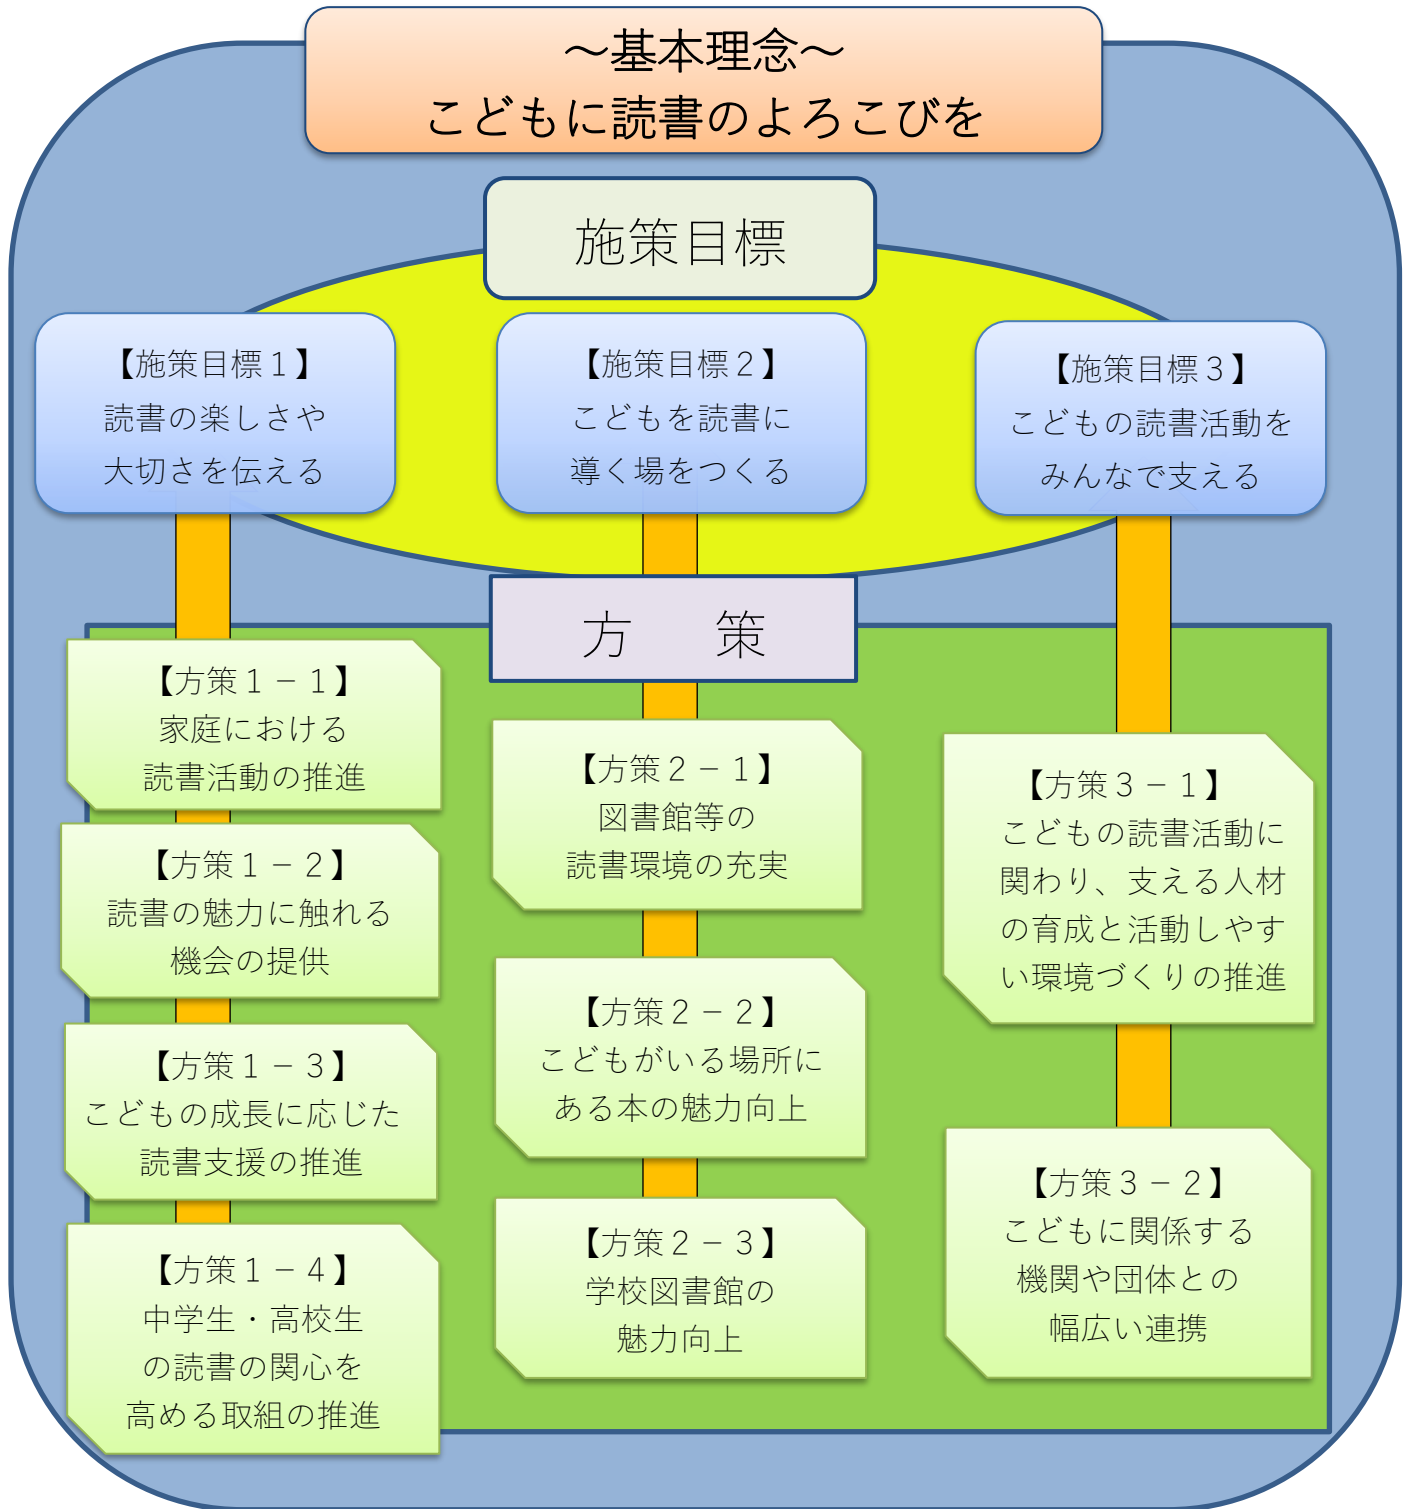 ～基本理念～
こどもに読書のよろこびを
施策目標
【施策目標１】
読書の楽しさや
大切さを伝える
【施策目標２】
こどもを読書に
導く場をつくる
【施策目標３】
こどもの読書活動を
みんなで支える
方　策
【方策１－１】
家庭における
読書活動の推進
【方策１－２】
読書の魅力に触れる
機会の提供
【方策１－３】
こどもの成長に応じた
読書支援の推進
【方策１－４】
中学生・高校生
の読書の関心を
高める取組の推進
【方策２－１】
図書館等の
読書環境の充実
【方策２－２】
こどもがいる場所に
ある本の魅力向上
【方策２－３】
学校図書館の
魅力向上
【方策３－１】
こどもの読書活動に
関わり、支える人材
の育成と活動しやす
い環境づくりの推進
【方策３－２】
こどもに関係する
機関や団体との
幅広い連携